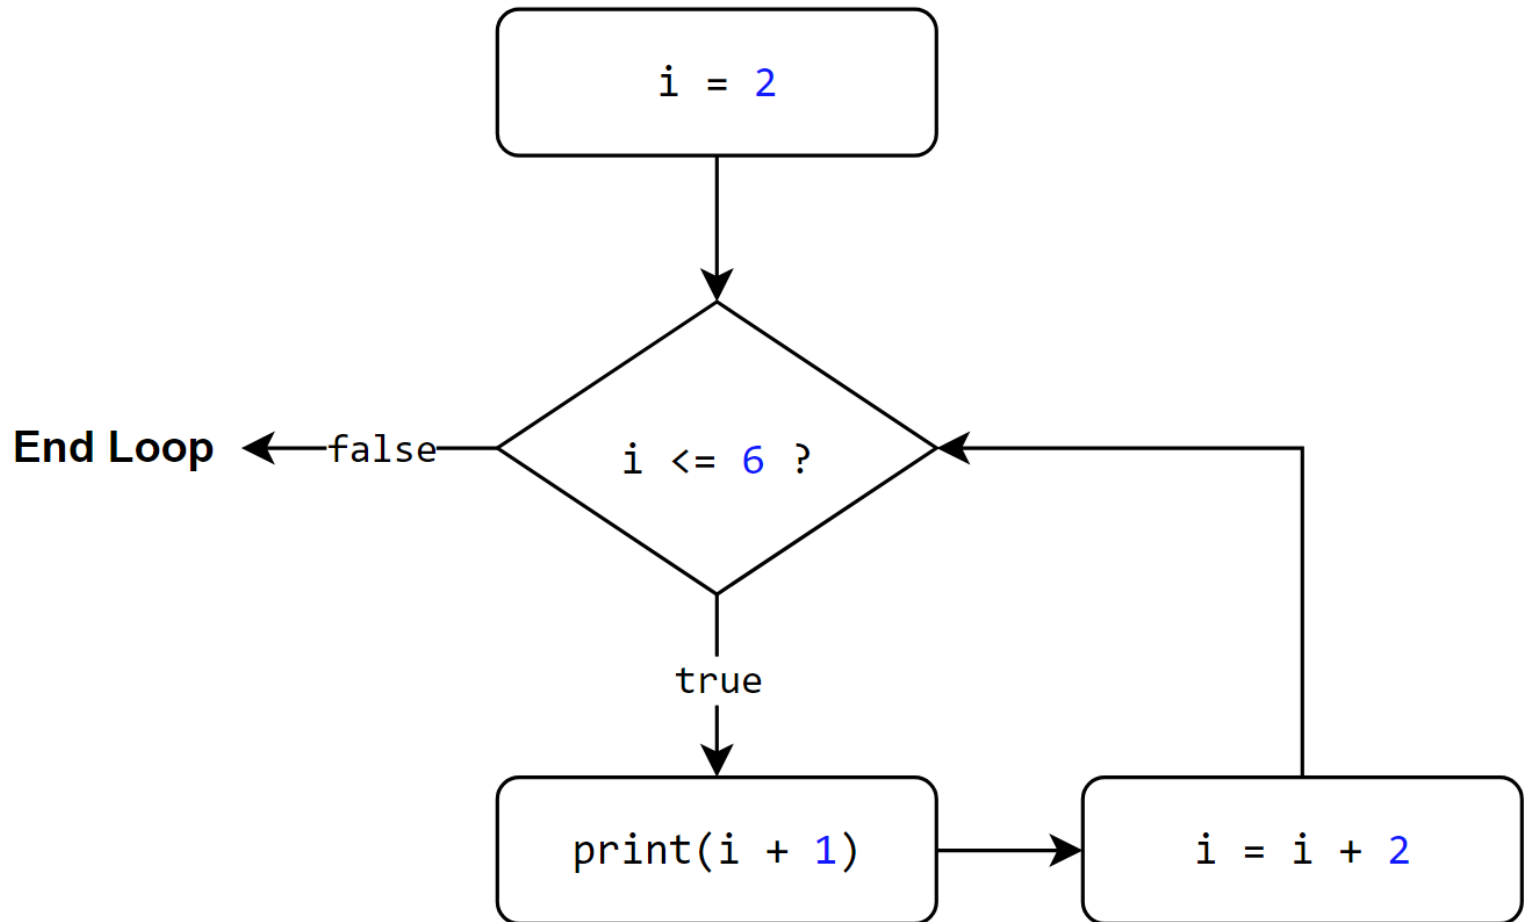 i = 2
i <= 6 ?
false
End Loop
true
print(i + 1)
i = i + 2